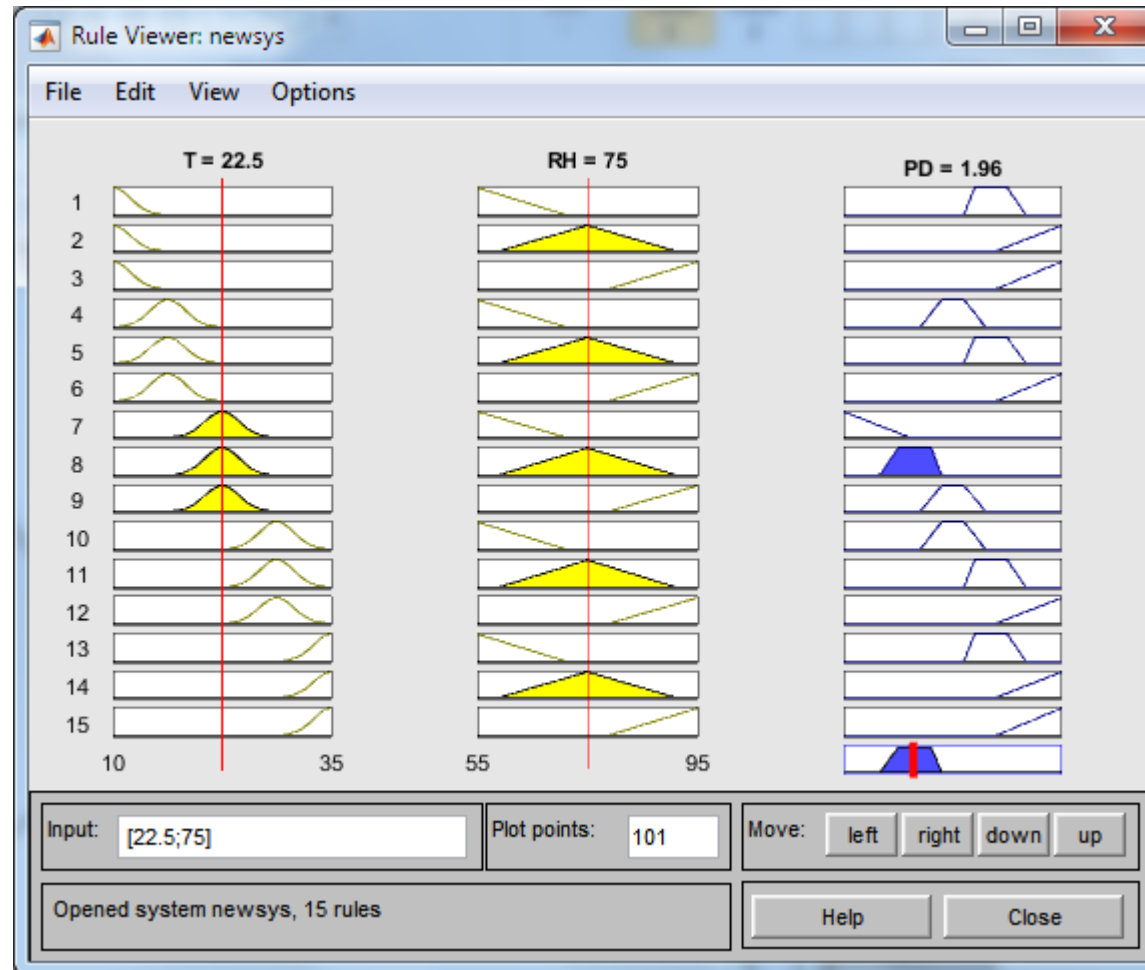 Rule Viewer: newsys
File Edit View Options
T = 22.5 RH = 75 PD = 1.96
1
2
3
4
5
6
7
8
9
10
11
12
13
14
15
10 35 55 95
Input: [22.5;75] Plot points: 101 Move: left right down up
Opened system newsys, 15 rules Help Close